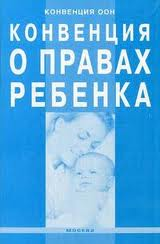 КОНВЕНЦИЯ ООН
КОНВЕНЦИЯ
О ПРАВАХ
РЕБЕНКА
МОСКВА